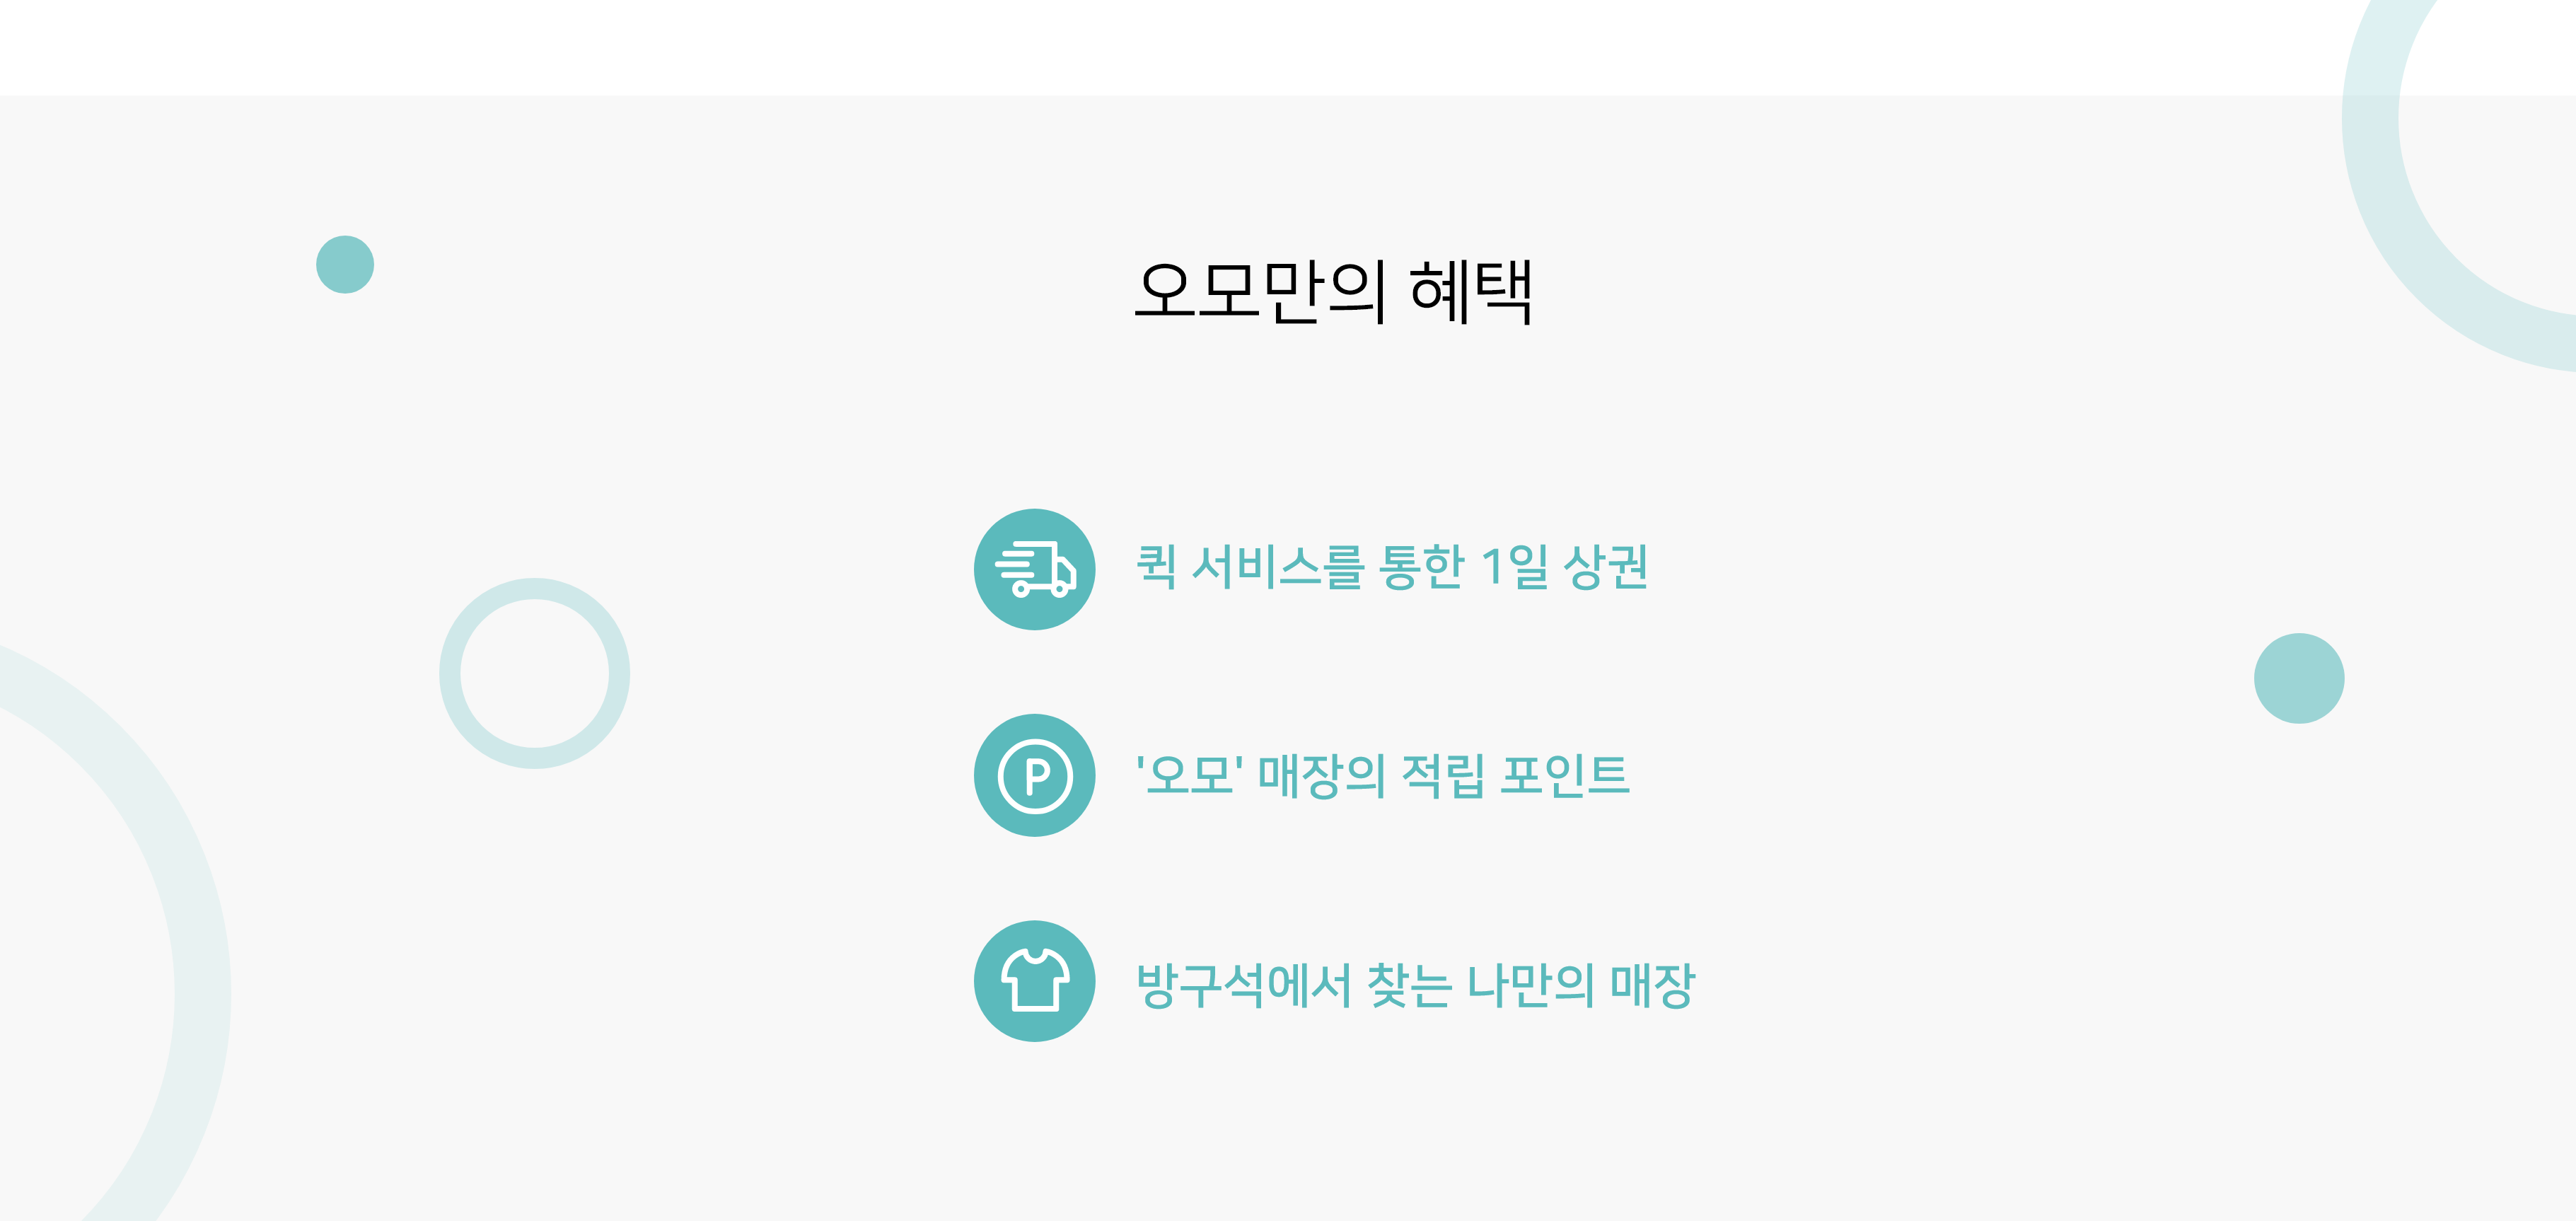 오모만의 혜택
퀵 서비스를 통한 1일 상권
P
'오모' 매장의 적립 포인트
방구석에서 찾는 나만의 매장